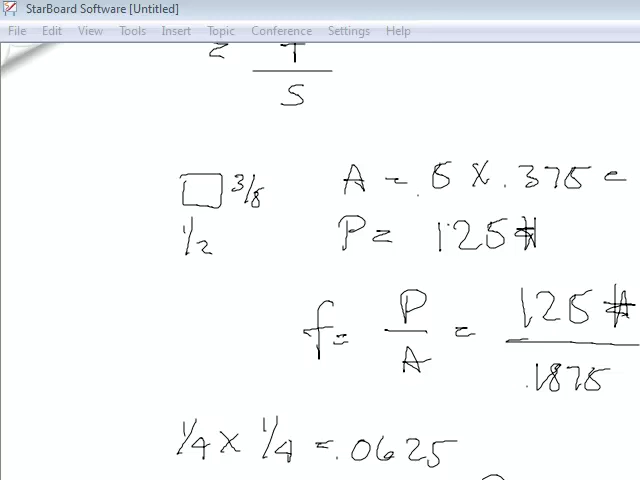 StarBoard Software [Untitled]
File Edit View Tools Insert Topic Conference Settings Help
S
3/8
1/2
A = .5 X .375 =
P = 125#
f = P/A = 125# / .1875
1/4 x 1/4 = .0625